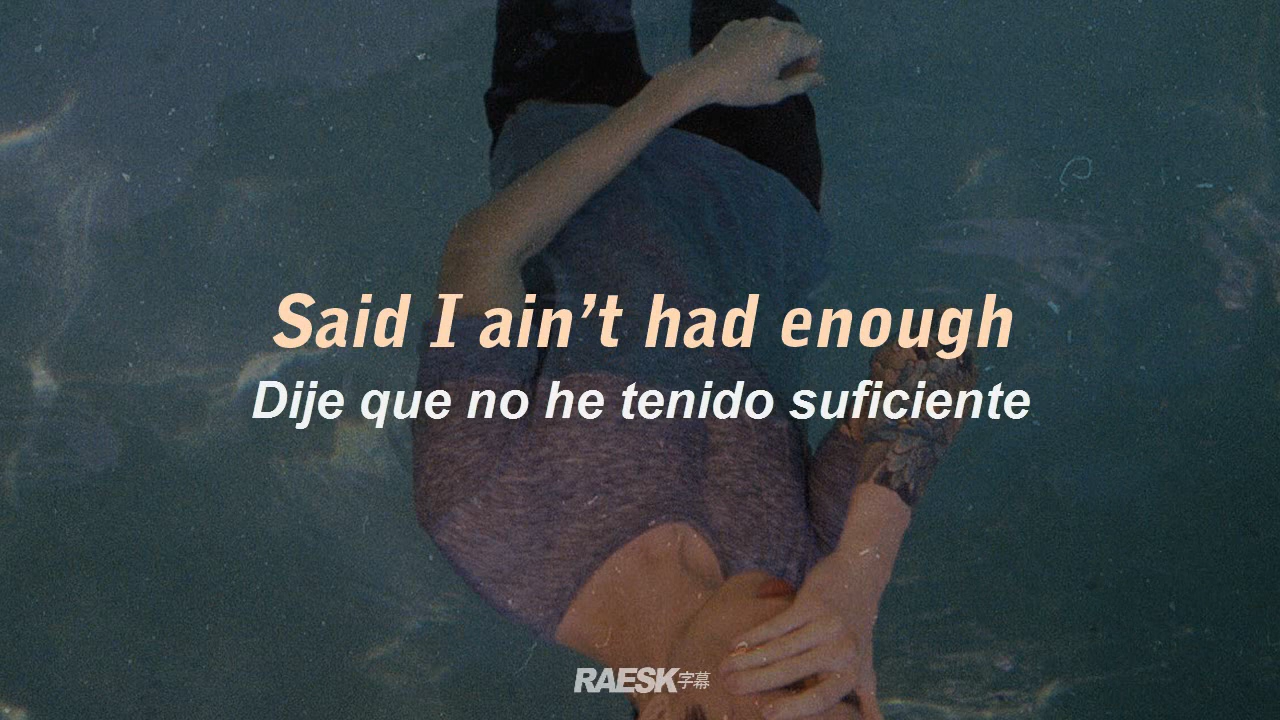 Said I ain’t had enough
Dije que no he tenido suficiente
RAESK字幕